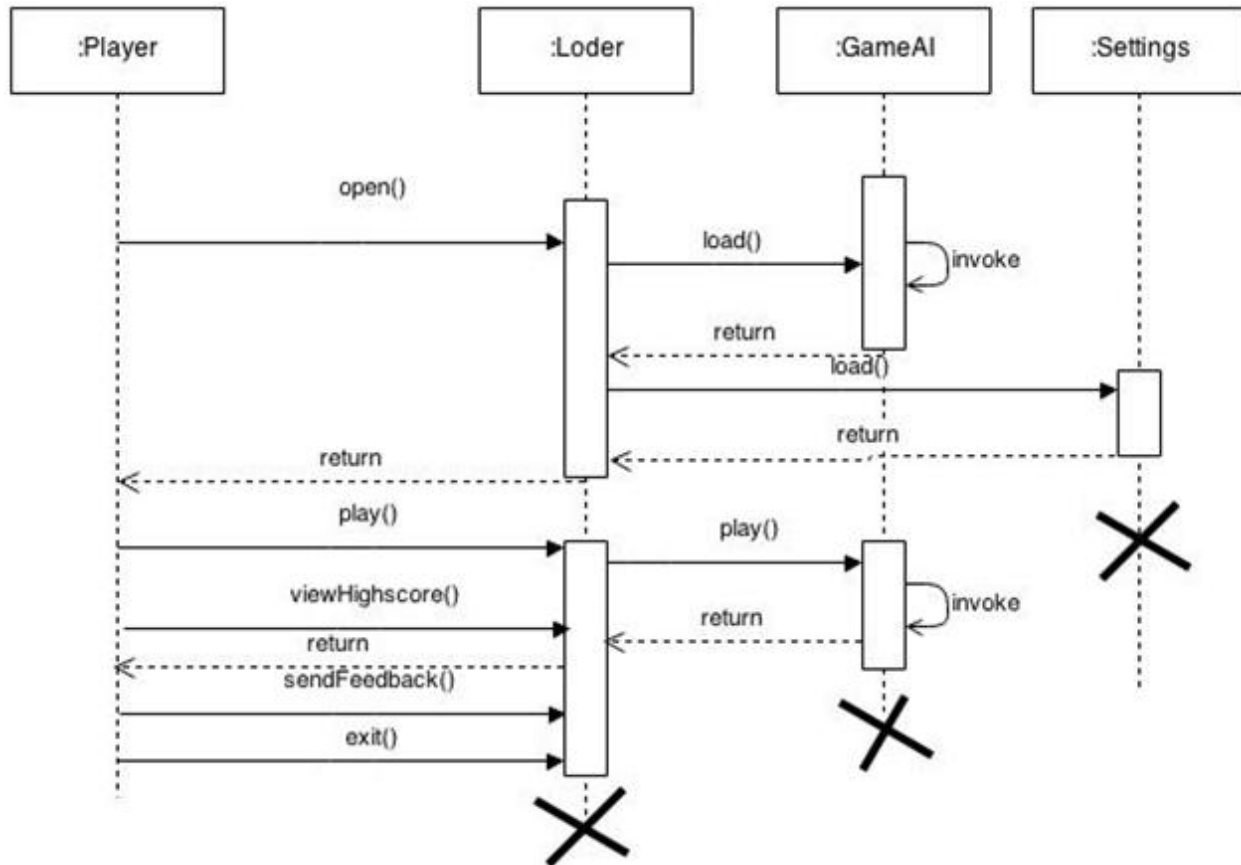 :Player
:Loder
:GameAI
:Settings
open()
load()
invoke
return
load()
return
return
play()
play()
viewHighscore()
invoke
return
return
sendFeedback()
exit()